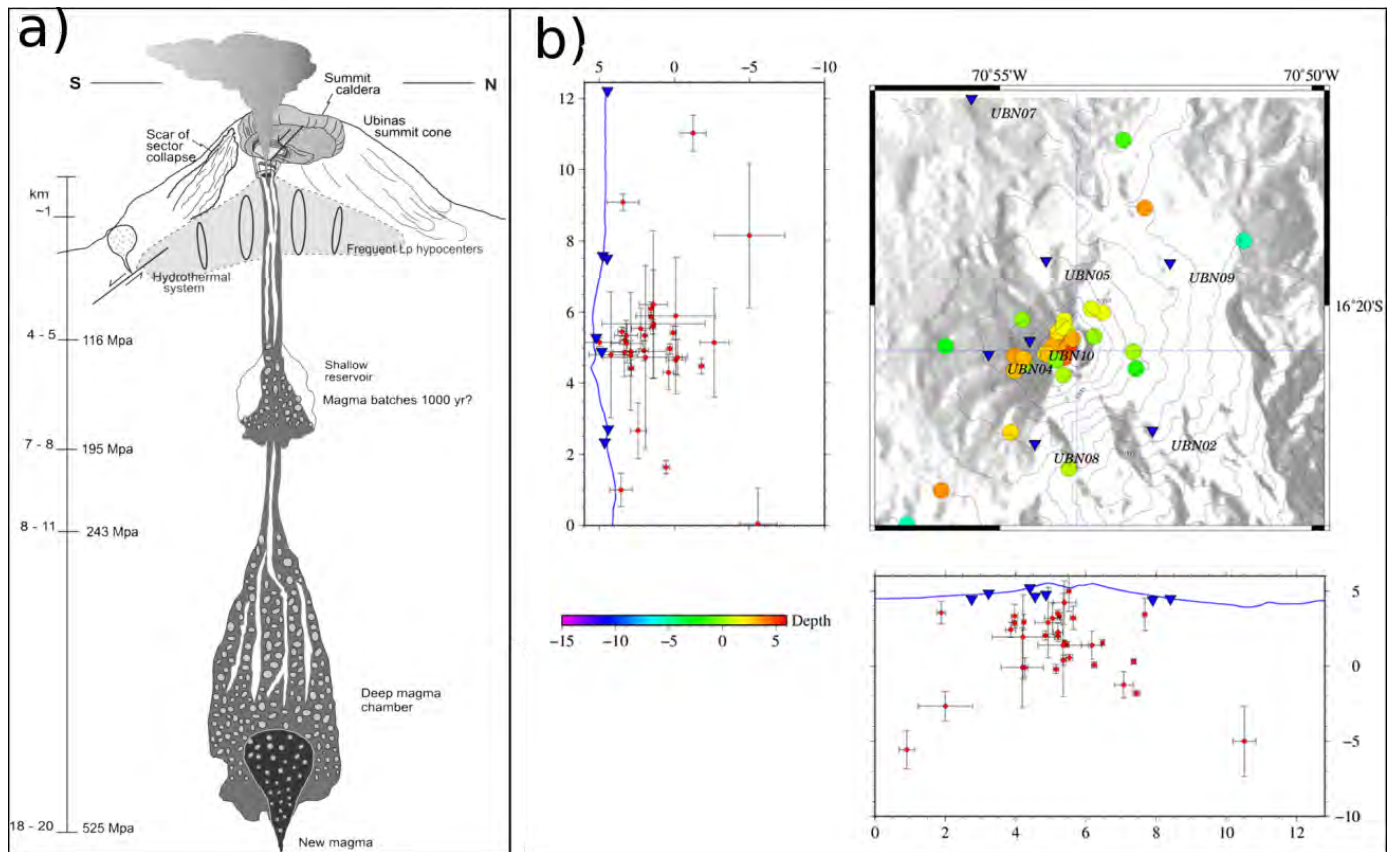 a)
S
N
Summit
caldera
Ubinas
summit cone
Scar of
sector
collapse
km
~1
Frequent Lp hypocenters
Hydrothermal
system
4 - 5
116 Mpa
Shallow
reservoir
Magma batches 1000 yr?
7 - 8
195 Mpa
8 - 11
243 Mpa
Deep magma
chamber
18 - 20
525 Mpa
New magma
b)
5 0 -5 -10
12
10
8
6
4
2
0
70°55'W 70°50'W
UBN07
UBN05
UBN09
16°20'S
UBN10
UBN04
UBN08
UBN02
Depth
-15 -10 -5 0 5
5
0
-5
-10
0 2 4 6 8 10 12